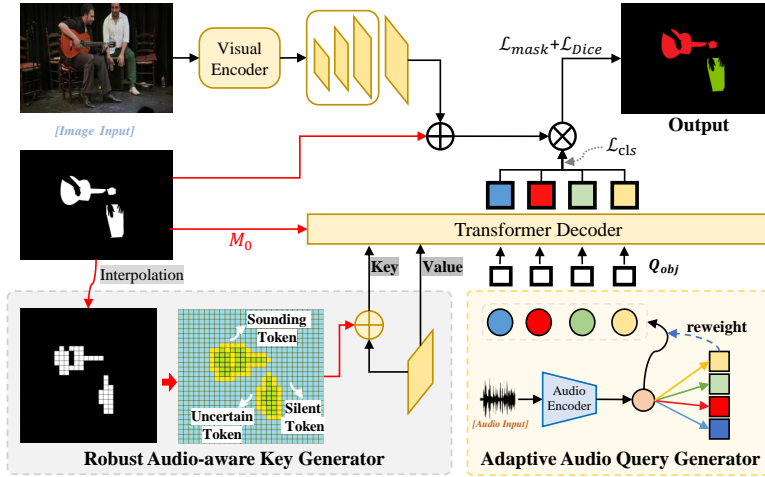 Visual
Encoder
ℒmask+ℒDice
[Image Input]
Output
ℒcls
Transformer Decoder
M0
Interpolation
Key
Value
Qobj
Sounding
Token
Uncertain
Token
Silent
Token
reweight
Audio
Encoder
[Audio Input]
Robust Audio-aware Key Generator
Adaptive Audio Query Generator